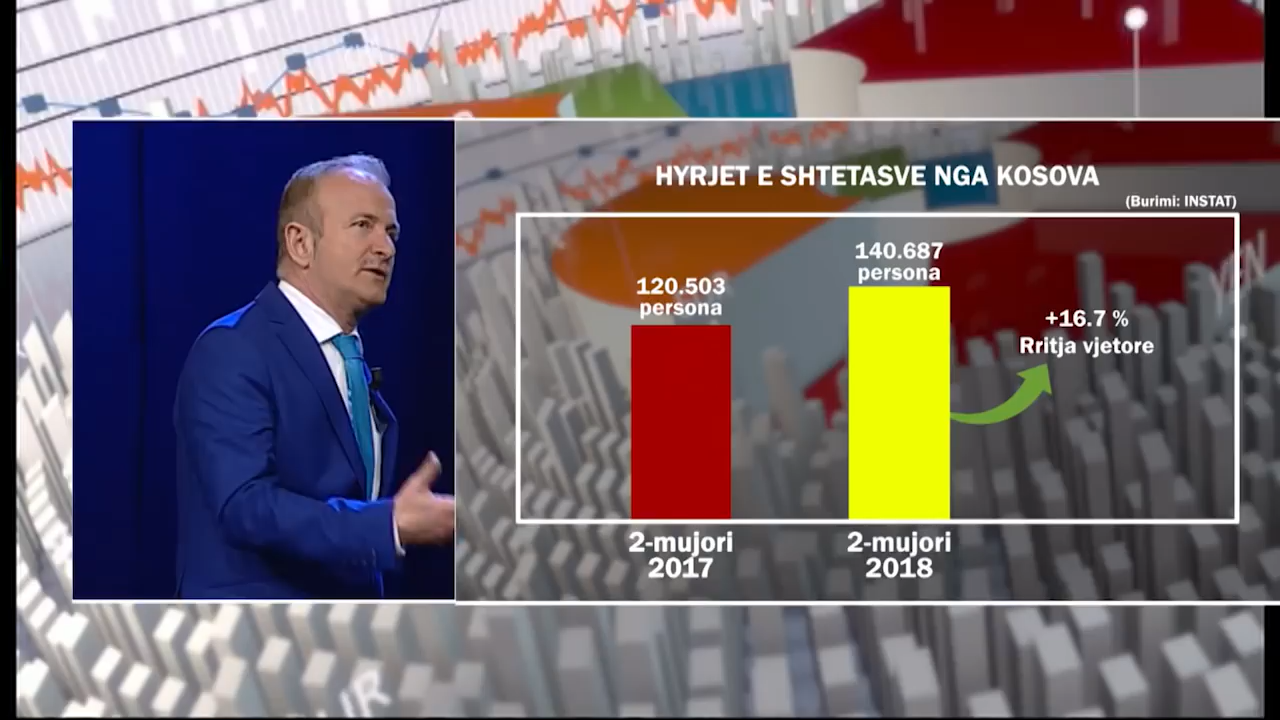 HYRJET E SHTETASVE NGA KOSOVA
(Burimi: INSTAT)
120.503
persona
140.687
persona
+16.7 %
Rritja vjetore
2-mujori
2017
2-mujori
2018
YEN